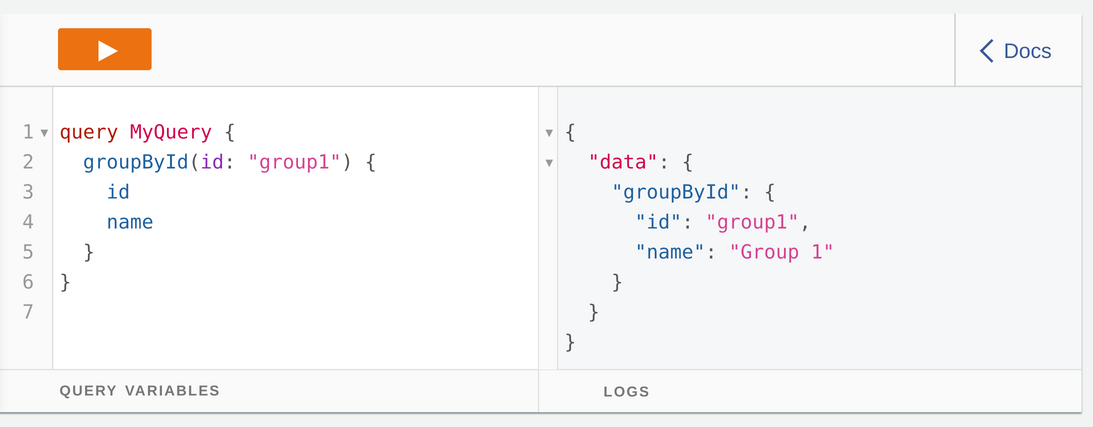 Docs
1 query MyQuery {
2 groupById(id: "group1") {
3 id
4 name
5 }
6 }
7
{
"data": {
"groupById": {
"id": "group1",
"name": "Group 1"
}
}
}
QUERY VARIABLES
LOGS